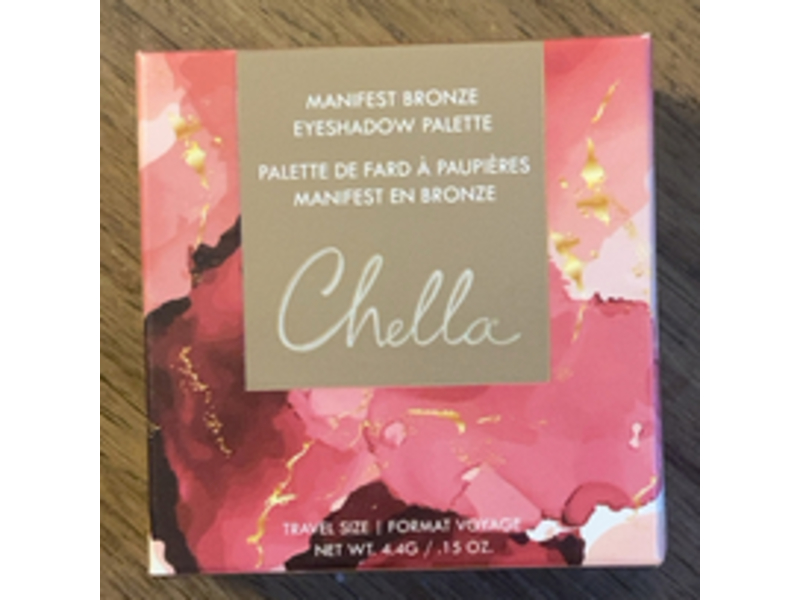 MANIFEST BRONZE
EYESHADOW PALETTE
PALETTE DE FARD À PAUPIÈRES
MANIFEST EN BRONZE
Chella
TRAVEL SIZE | FORMAT VOYAGE
NET WT. 4.4G / .15 OZ.